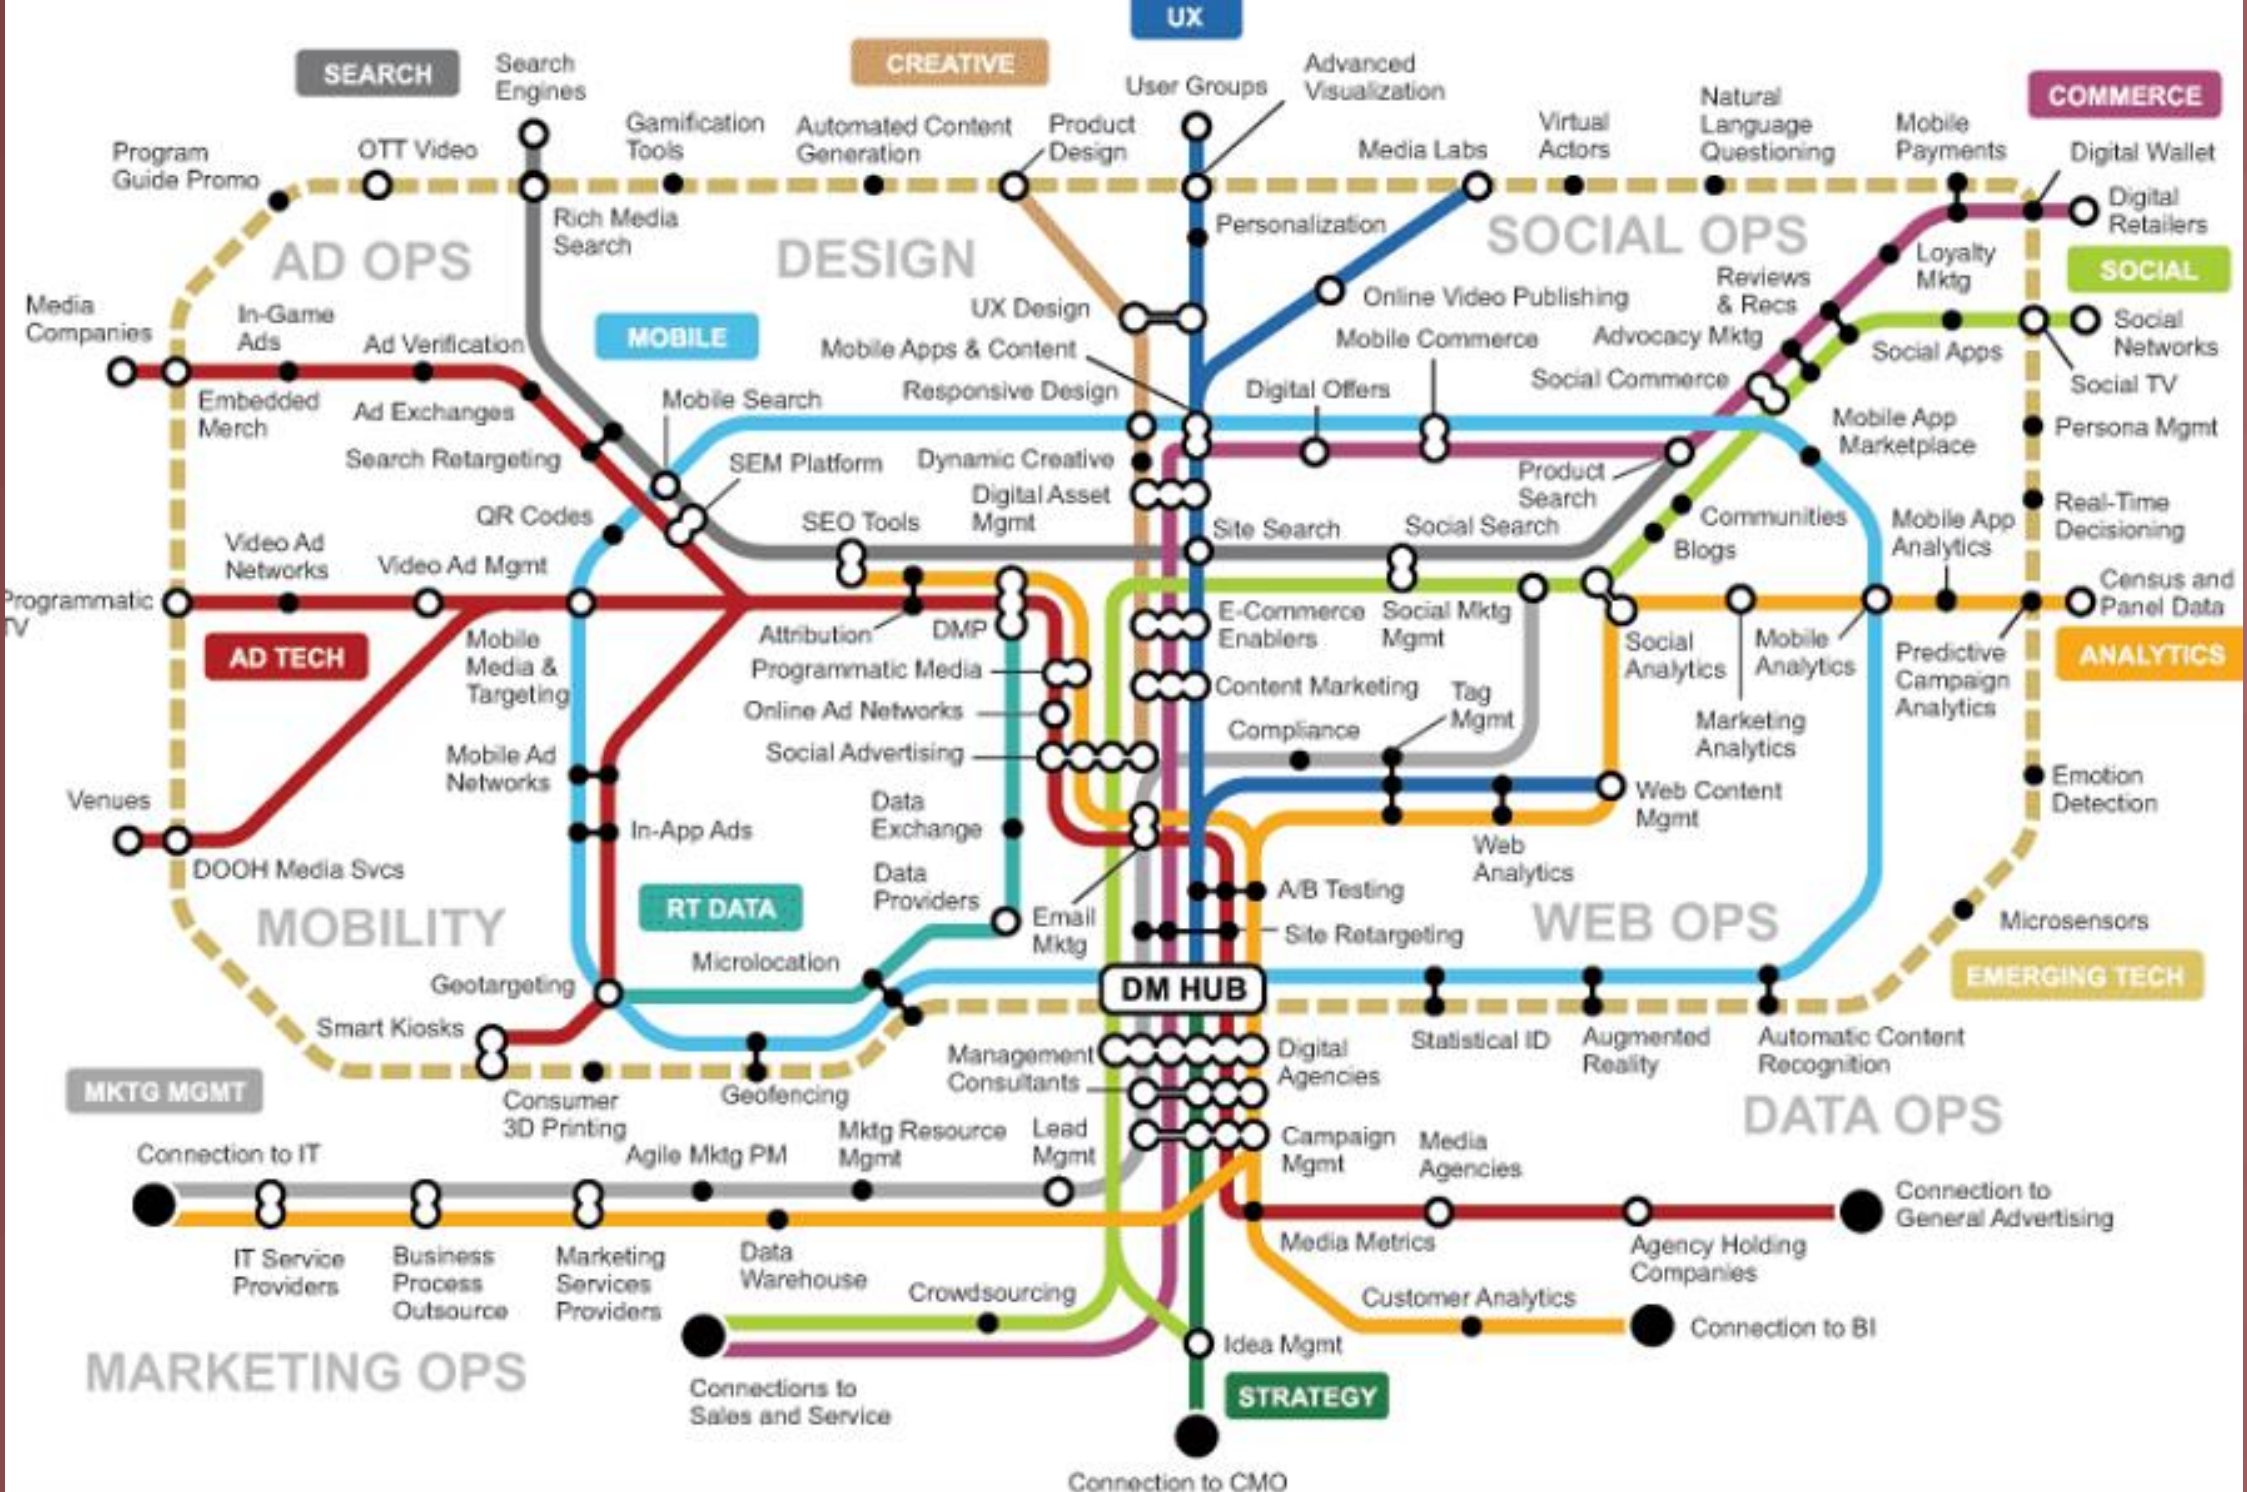 UX
SEARCH
Search
Engines
CREATIVE
User Groups
Advanced
Visualization
COMMERCE
Program
Guide Promo
OTT Video
Gamification
Tools
Automated Content
Generation
Product
Design
Media Labs
Virtual
Actors
Natural
Language
Questioning
Mobile
Payments
Digital Wallet
Digital
Retailers
Rich Media
Search
Personalization
AD OPS
DESIGN
SOCIAL OPS
Loyalty
Mktg
SOCIAL
Media
Companies
In-Game
Ads
Ad Verification
MOBILE
UX Design
Online Video Publishing
Reviews
& Recs
Mobile Apps & Content
Mobile Commerce
Advocacy Mktg
Social Apps
Social
Networks
Social TV
Embedded
Merch
Ad Exchanges
Mobile Search
Responsive Design
Digital Offers
Social Commerce
Mobile App
Marketplace
Persona Mgmt
Search Retargeting
SEM Platform
Dynamic Creative
Digital Asset
Mgmt
Product
Search
QR Codes
SEO Tools
Site Search
Social Search
Communities
Blogs
Mobile App
Analytics
Real-Time
Decisioning
Video Ad
Networks
Video Ad Mgmt
Programmatic
TV
Census and
Panel Data
AD TECH
Mobile
Media &
Targeting
Attribution
DMP
E-Commerce
Enablers
Social Mktg
Mgmt
Social
Analytics
Mobile
Analytics
Predictive
Campaign
Analytics
ANALYTICS
Programmatic Media
Content Marketing
Tag
Mgmt
Online Ad Networks
Compliance
Marketing
Analytics
Social Advertising
Mobile Ad
Networks
Web Content
Mgmt
Emotion
Detection
Venues
In-App Ads
Data
Exchange
Web
Analytics
DOOH Media Svcs
Data
Providers
A/B Testing
RT DATA
Email
Mktg
Site Retargeting
MOBILITY
WEB OPS
Microsensors
Microlocation
EMERGING TECH
Geotargeting
DM HUB
Smart Kiosks
Statistical ID
Augmented
Reality
Automatic Content
Recognition
Management
Consultants
Digital
Agencies
MKTG MGMT
Consumer
3D Printing
Geofencing
DATA OPS
Connection to IT
Agile Mktg PM
Mktg Resource
Mgmt
Lead
Mgmt
Campaign
Mgmt
Media
Agencies
Connection to
General Advertising
IT Service
Providers
Business
Process
Outsource
Marketing
Services
Providers
Data
Warehouse
Media Metrics
Agency Holding
Companies
Crowdsourcing
Customer Analytics
Connection to BI
Idea Mgmt
MARKETING OPS
Connections to
Sales and Service
STRATEGY
Connection to CMO